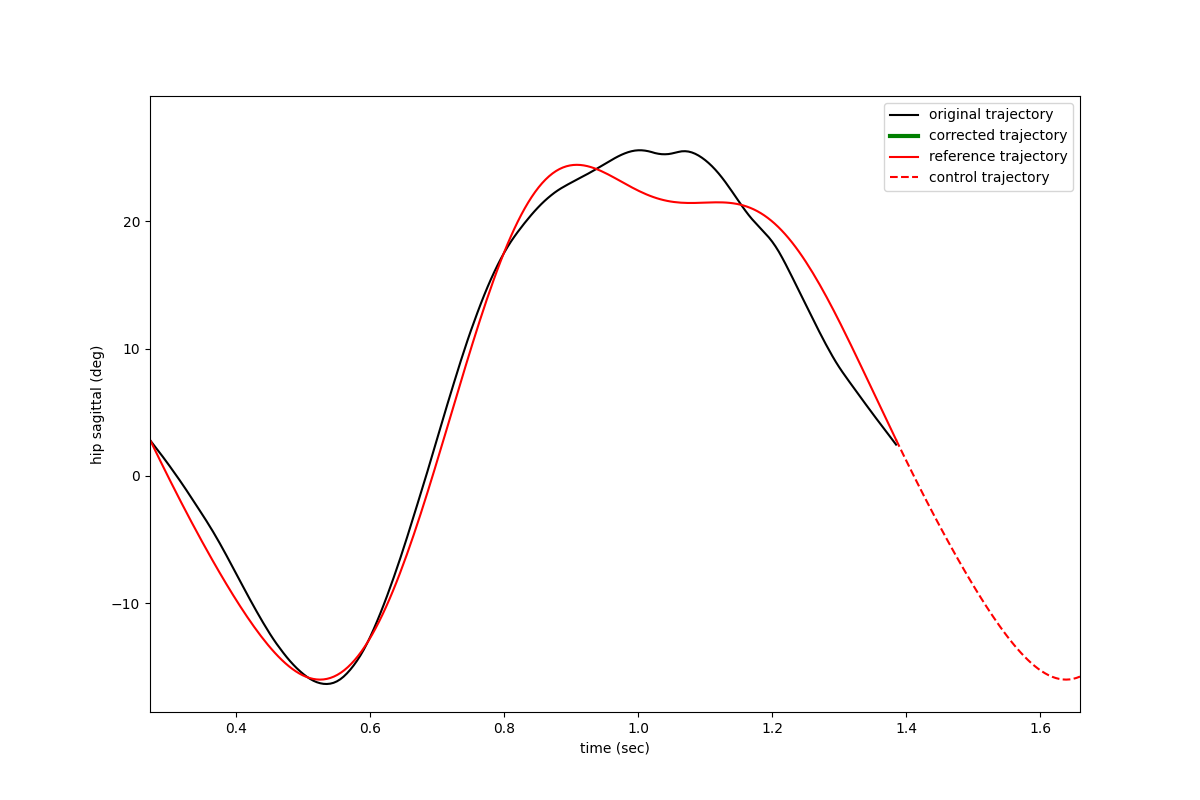 original trajectory
corrected trajectory
reference trajectory
control trajectory
20
10
0
−10
hip sagittal (deg)
0.4 0.6 0.8 1.0 1.2 1.4 1.6
time (sec)